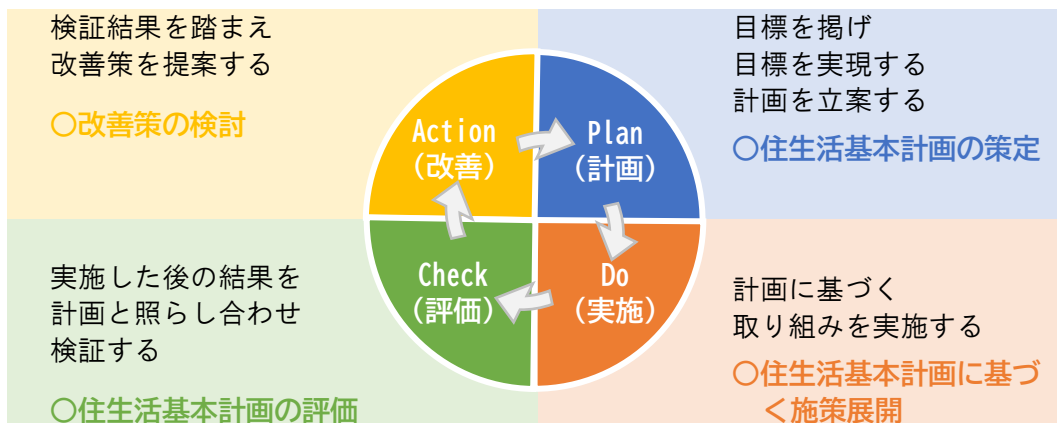 検証結果を踏まえ
改善策を提案する
○改善策の検討
目標を掲げ
目標を実現する
計画を立案する
○住生活基本計画の策定
Action
（改善）
Plan
（計画）
Check
（評価）
Do
（実施）
実施した後の結果を
計画と照らし合わせ
検証する
○住生活基本計画の評価
計画に基づく
取り組みを実施する
○住生活基本計画に基づ
く施策展開